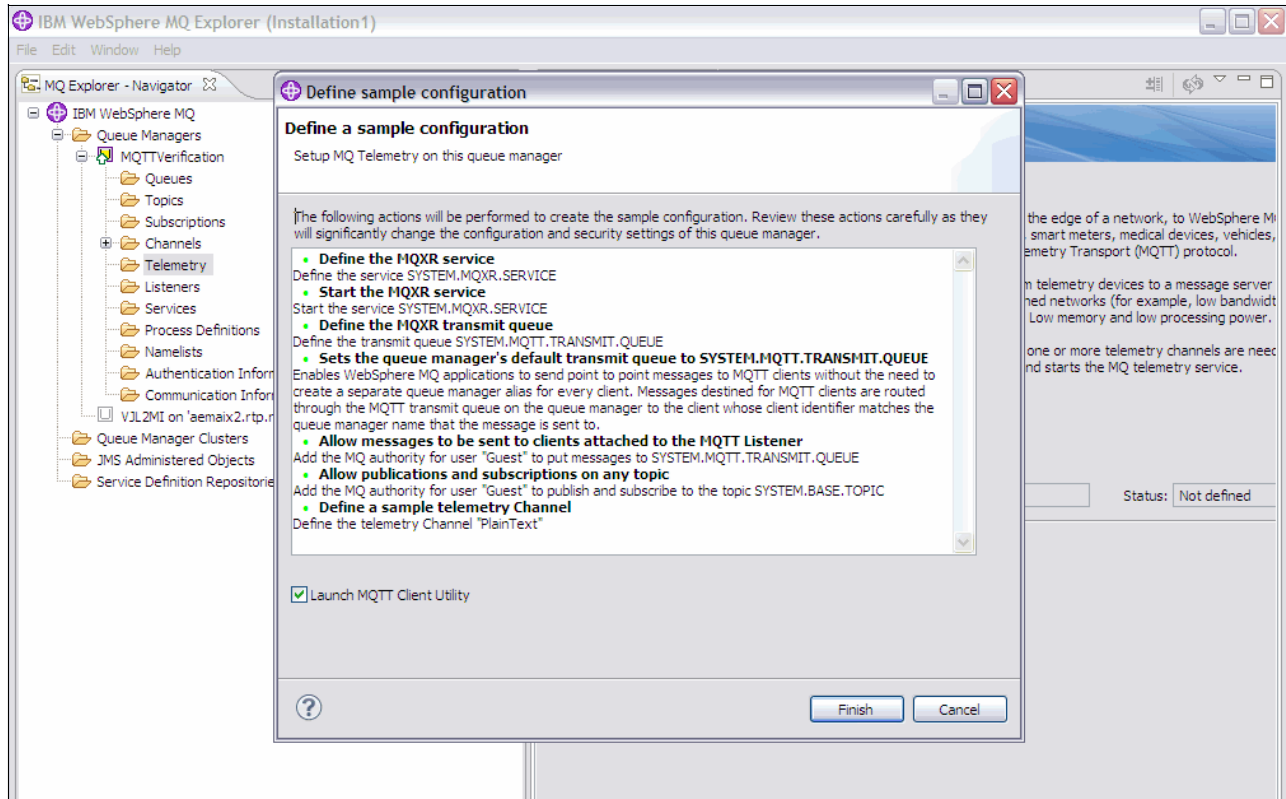 IBM WebSphere MQ Explorer (Installation1)
File Edit Window Help
MQ Explorer - Navigator
IBM WebSphere MQ
Queue Managers
MQTTVerification
Queues
Topics
Subscriptions
Channels
Telemetry
Listeners
Services
Process Definitions
Namelists
Authentication Inforr
Communication Inforr
VJL2MI on 'aemaix2.rtp.r
Queue Manager Clusters
JMS Administered Objects
Service Definition Repositorie
Define sample configuration
Define a sample configuration
Setup MQ Telemetry on this queue manager
The following actions will be performed to create the sample configuration. Review these actions carefully as they
will significantly change the configuration and security settings of this queue manager.
• Define the MQXR service
Define the service SYSTEM.MQXR.SERVICE
• Start the MQXR service
Start the service SYSTEM.MQXR.SERVICE
• Define the MQXR transmit queue
Define the transmit queue SYSTEM.MQTT.TRANSMIT.QUEUE
• Sets the queue manager's default transmit queue to SYSTEM.MQTT.TRANSMIT.QUEUE
Enables WebSphere MQ applications to send point to point messages to MQTT clients without the need to
create a separate queue manager alias for every client. Messages destined for MQTT clients are routed
through the MQTT transmit queue on the queue manager to the client whose client identifier matches the
queue manager name that the message is sent to.
• Allow messages to be sent to clients attached to the MQTT Listener
Add the MQ authority for user "Guest" to put messages to SYSTEM.MQTT.TRANSMIT.QUEUE
• Allow publications and subscriptions on any topic
Add the MQ authority for user "Guest" to publish and subscribe to the topic SYSTEM.BASE.TOPIC
• Define a sample telemetry Channel
Define the telemetry Channel "PlainText"
Launch MQTT Client Utility
Finish Cancel
the edge of a network, to WebSphere M
smart meters, medical devices, vehicles,
emetry Transport (MQTT) protocol.
telemetry devices to a message server
ned networks (for example, low bandwidt
Low memory and low processing power.
one or more telemetry channels are neec
nd starts the MQ telemetry service.
Status: Not defined